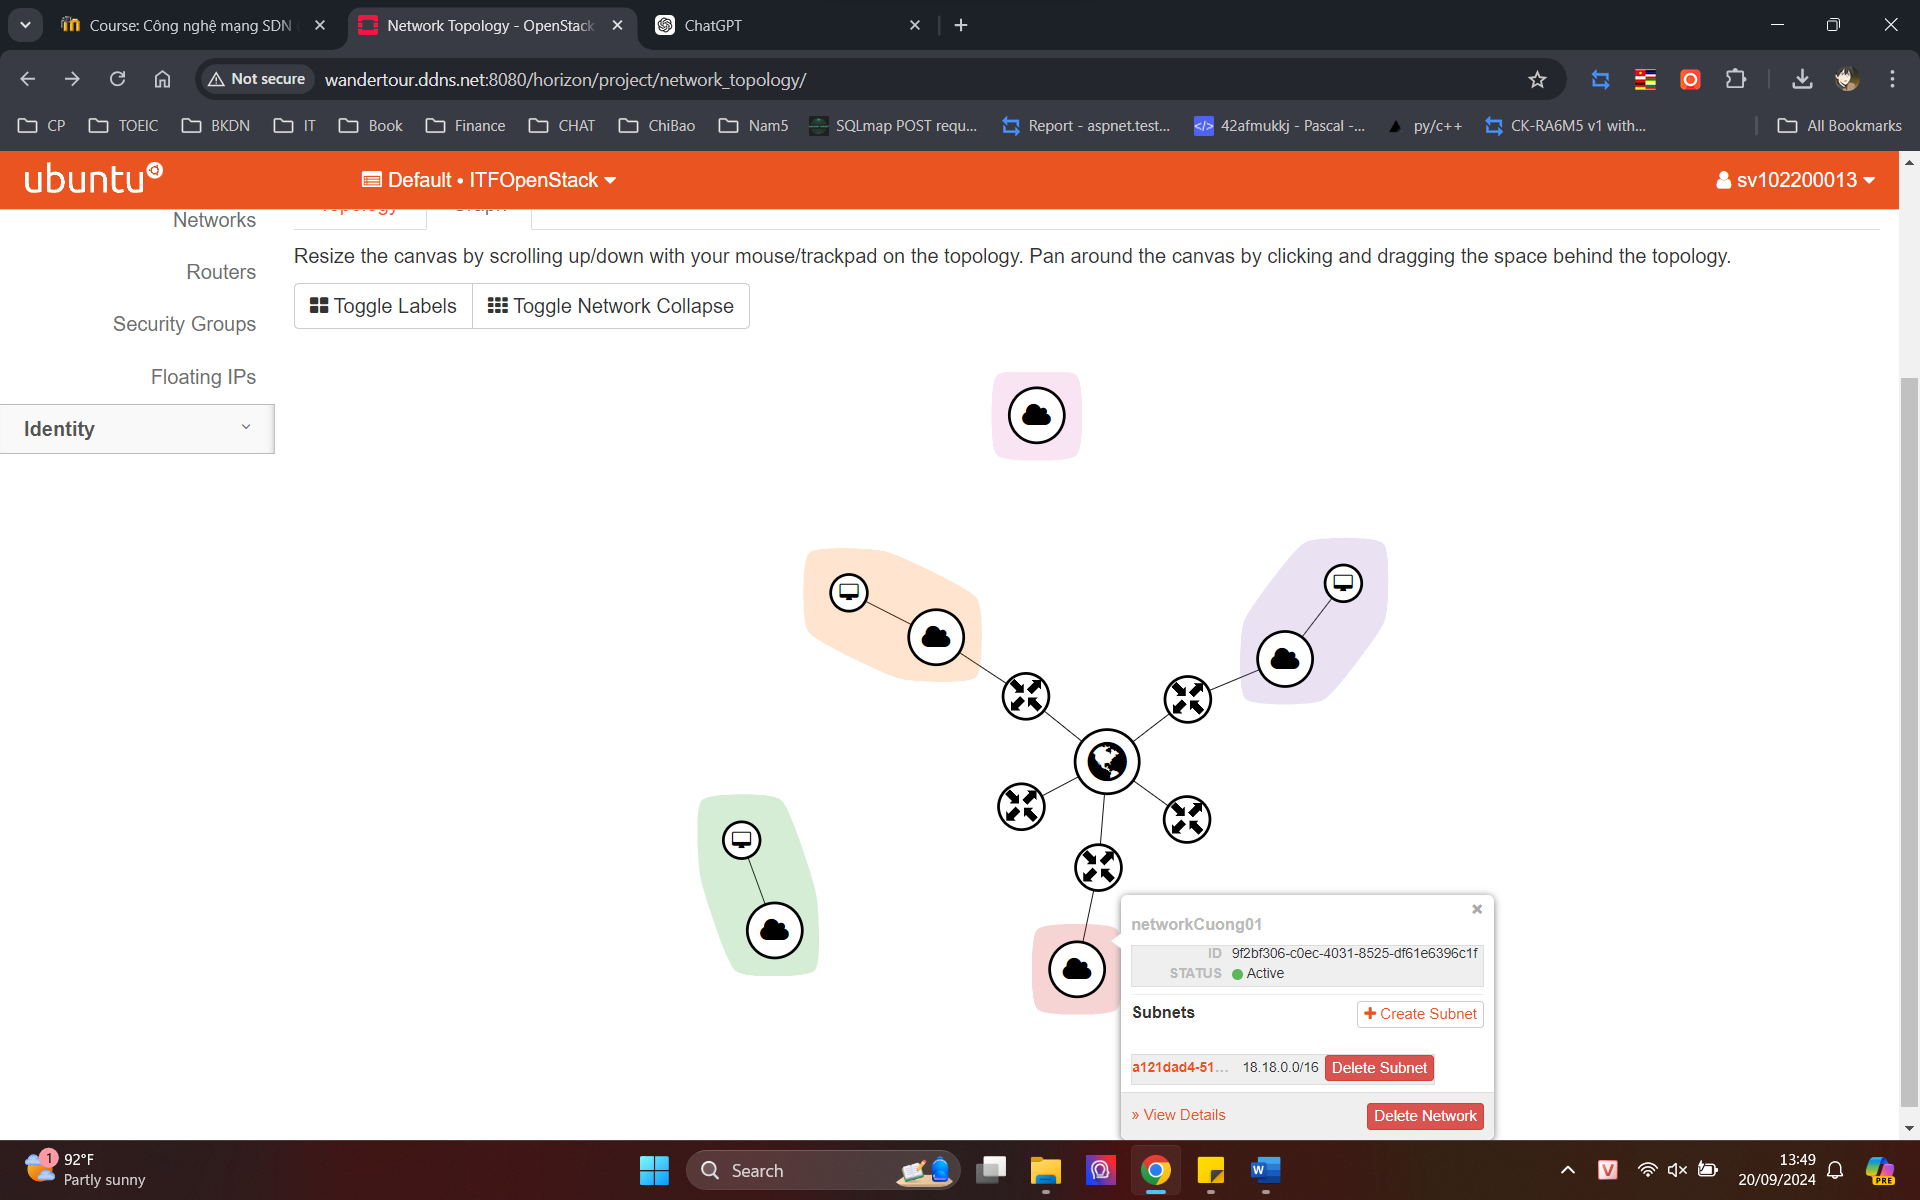 Course: Công nghệ mạng SDN
Network Topology - OpenStack
ChatGPT
Not secure
wandertour.ddns.net:8080/horizon/project/network_topology/
CP
TOEIC
BKDN
IT
Book
Finance
CHAT
ChiBao
Nam5
SQLmap POST requ...
Report - aspnet.test...
42afmukkj - Pascal -...
py/c++
CK-RA6M5 v1 with...
All Bookmarks
ubuntu
Default • ITFOpenStack
sv102200013
Networks
Topology
Graph
Resize the canvas by scrolling up/down with your mouse/trackpad on the topology. Pan around the canvas by clicking and dragging the space behind the topology.
Routers
Toggle Labels
Toggle Network Collapse
Security Groups
Floating IPs
Identity
networkCuong01
ID 9f2bf306-c0ec-4031-8525-df61e6396c1f
STATUS Active
Subnets
Create Subnet
a121dad4-51...
18.18.0.0/16
Delete Subnet
» View Details
Delete Network
1
92°F
Partly sunny
Search
V
W
PRE
13:49
20/09/2024